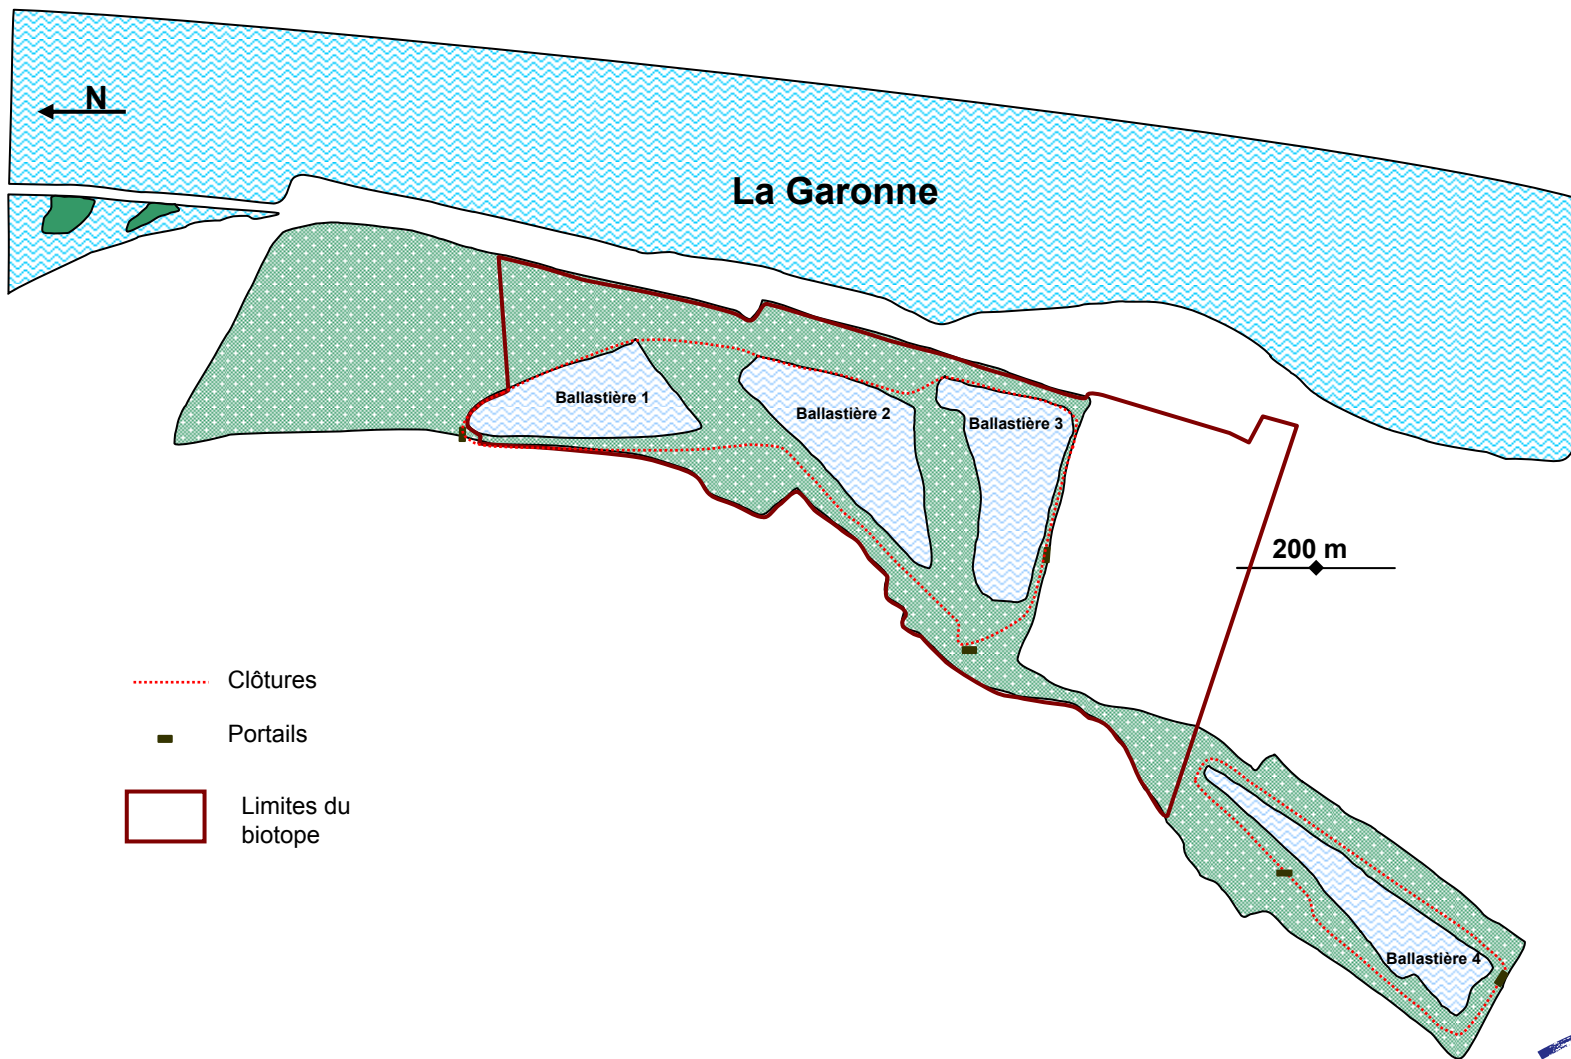 N
La Garonne
Ballastière 1
Ballastière 2
Ballastière 3
200 m
Clôtures
Portails
Limites du
biotope
Ballastière 4